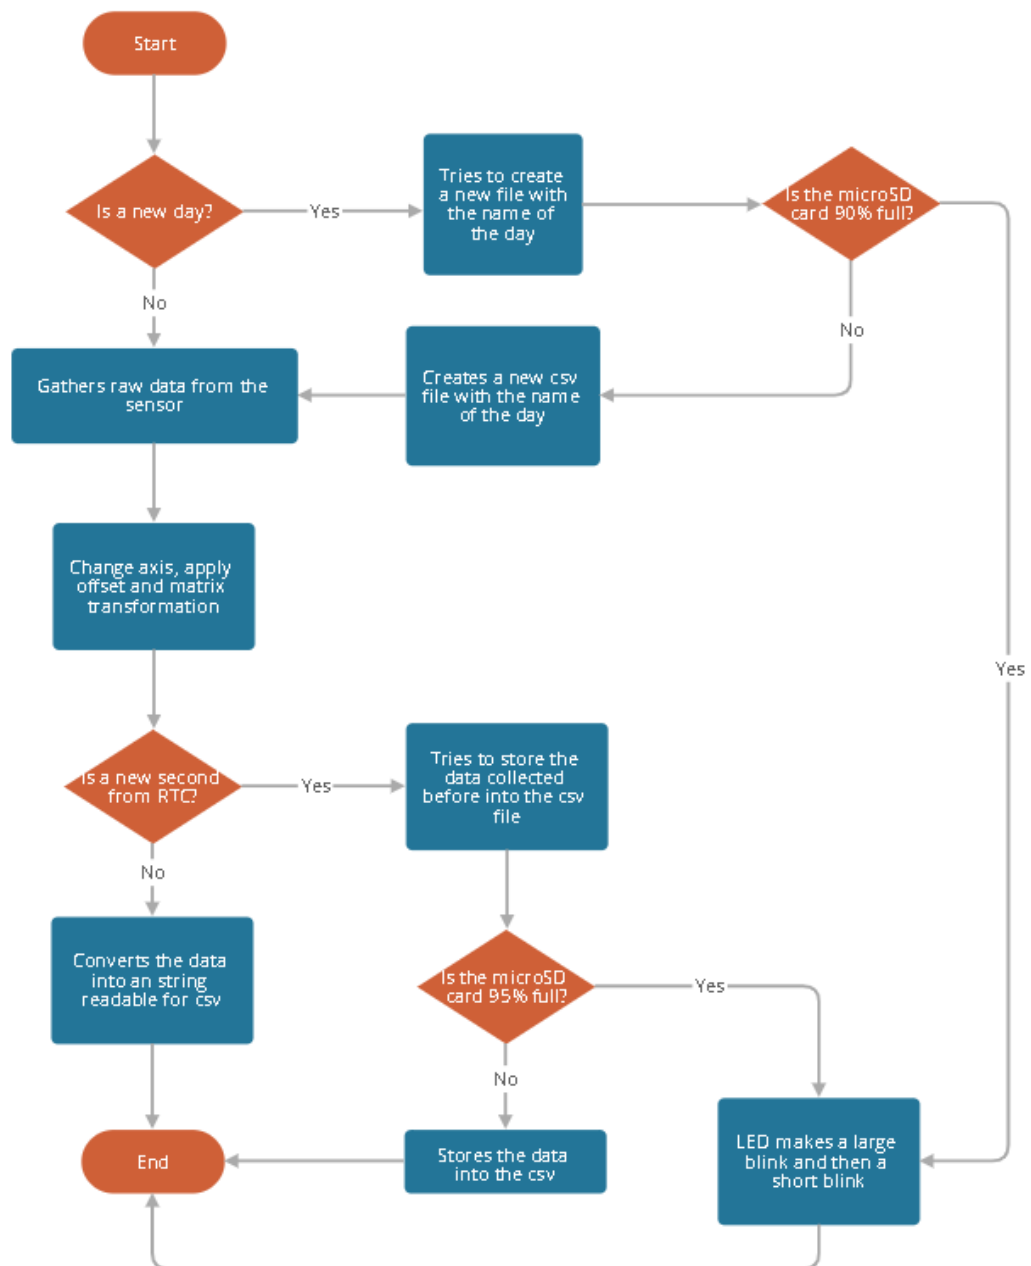 Start
Is a new day?
Yes
Tries to create
a new file with
the name of
the day
Is the microSD
card 90% full?
No
No
Gathers raw data from the
sensor
Creates a new csv
file with the name
of the day
Change axis, apply
offset and matrix
transformation
Yes
Is a new second
from RTC?
Yes
Tries to store the
data collected
before into the csv
file
No
Converts the data
into an string
readable for csv
Is the microSD
card 95% full?
Yes
No
End
Stores the data
into the csv
LED makes a large
blink and then a
short blink